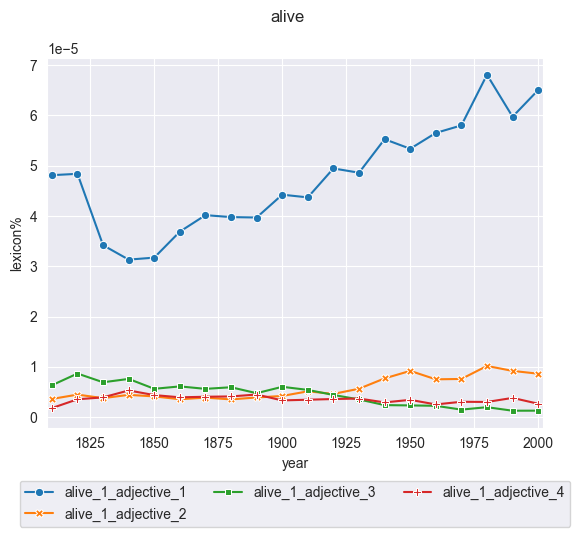 alive
1e−5
7
6
5
4
3
2
1
0
lexicon%
1825 1850 1875 1900 1925 1950 1975 2000
year
alive_1_adjective_1 alive_1_adjective_3 alive_1_adjective_4
alive_1_adjective_2